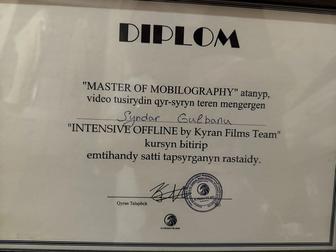 DIPLOM
"MASTER OF MOBILOGRAPHY" atanyp,
video tusirydin qyr-syryn teren mengergen
Syndar Gulbanu
"INTENSIVE OFFLINE by Kyran Films Team"
kursyn bitirip
emtihandy satti tapsyrganyn rastaidy.
Qyran Talapbek